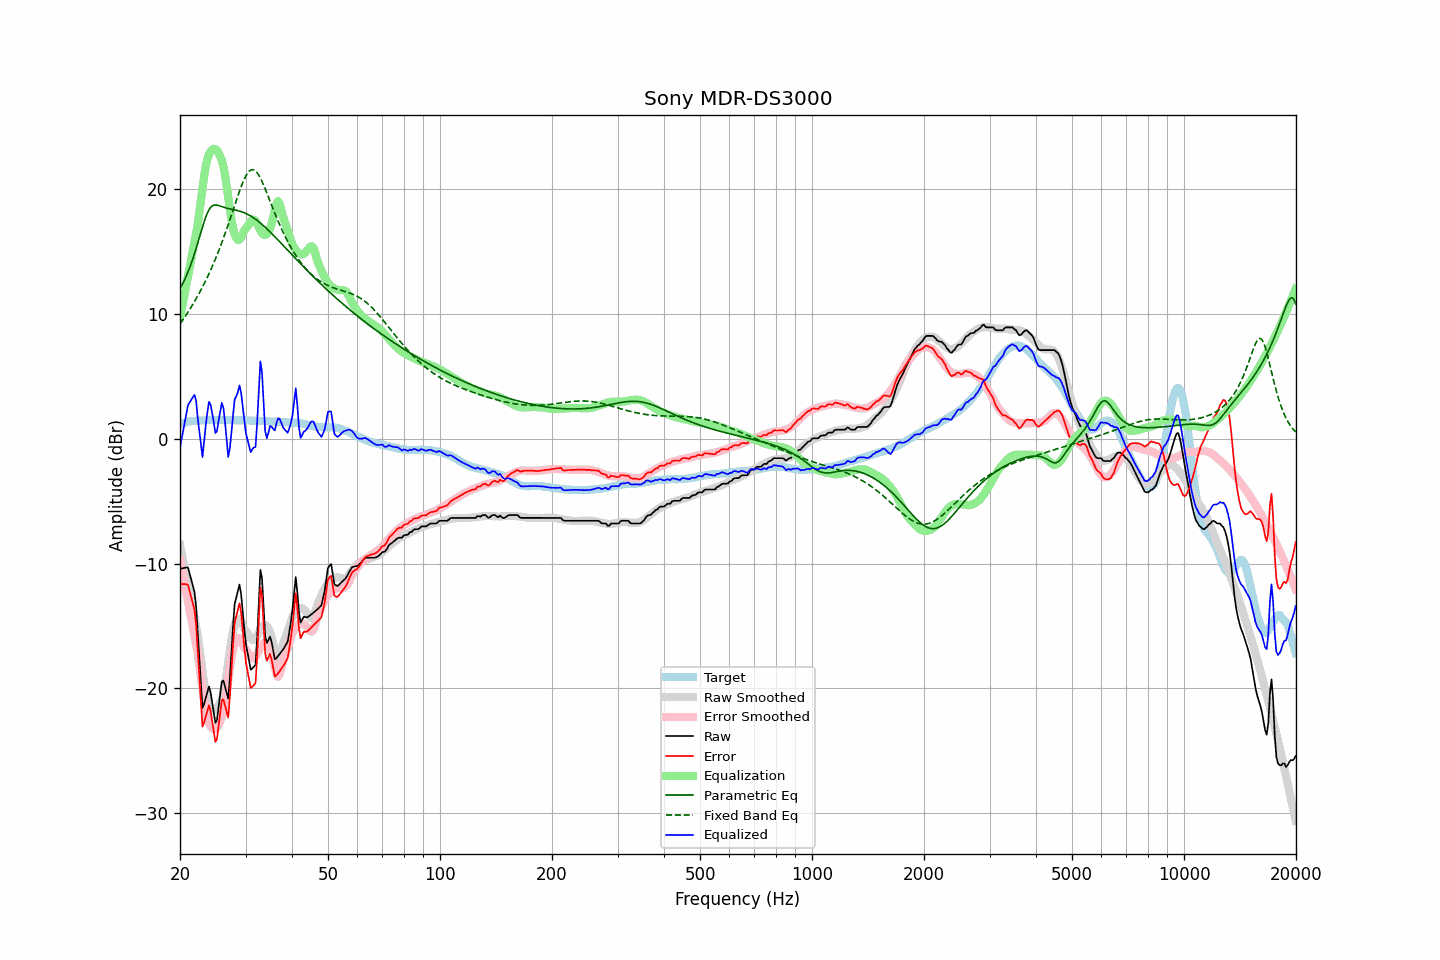 Sony MDR-DS3000
Amplitude (dBr)
20
10
0
−10
−20
−30
Target
Raw Smoothed
Error Smoothed
Raw
Error
Equalization
Parametric Eq
Fixed Band Eq
Equalized
20 50 100 200 500 1000 2000 5000 10000 20000
Frequency (Hz)